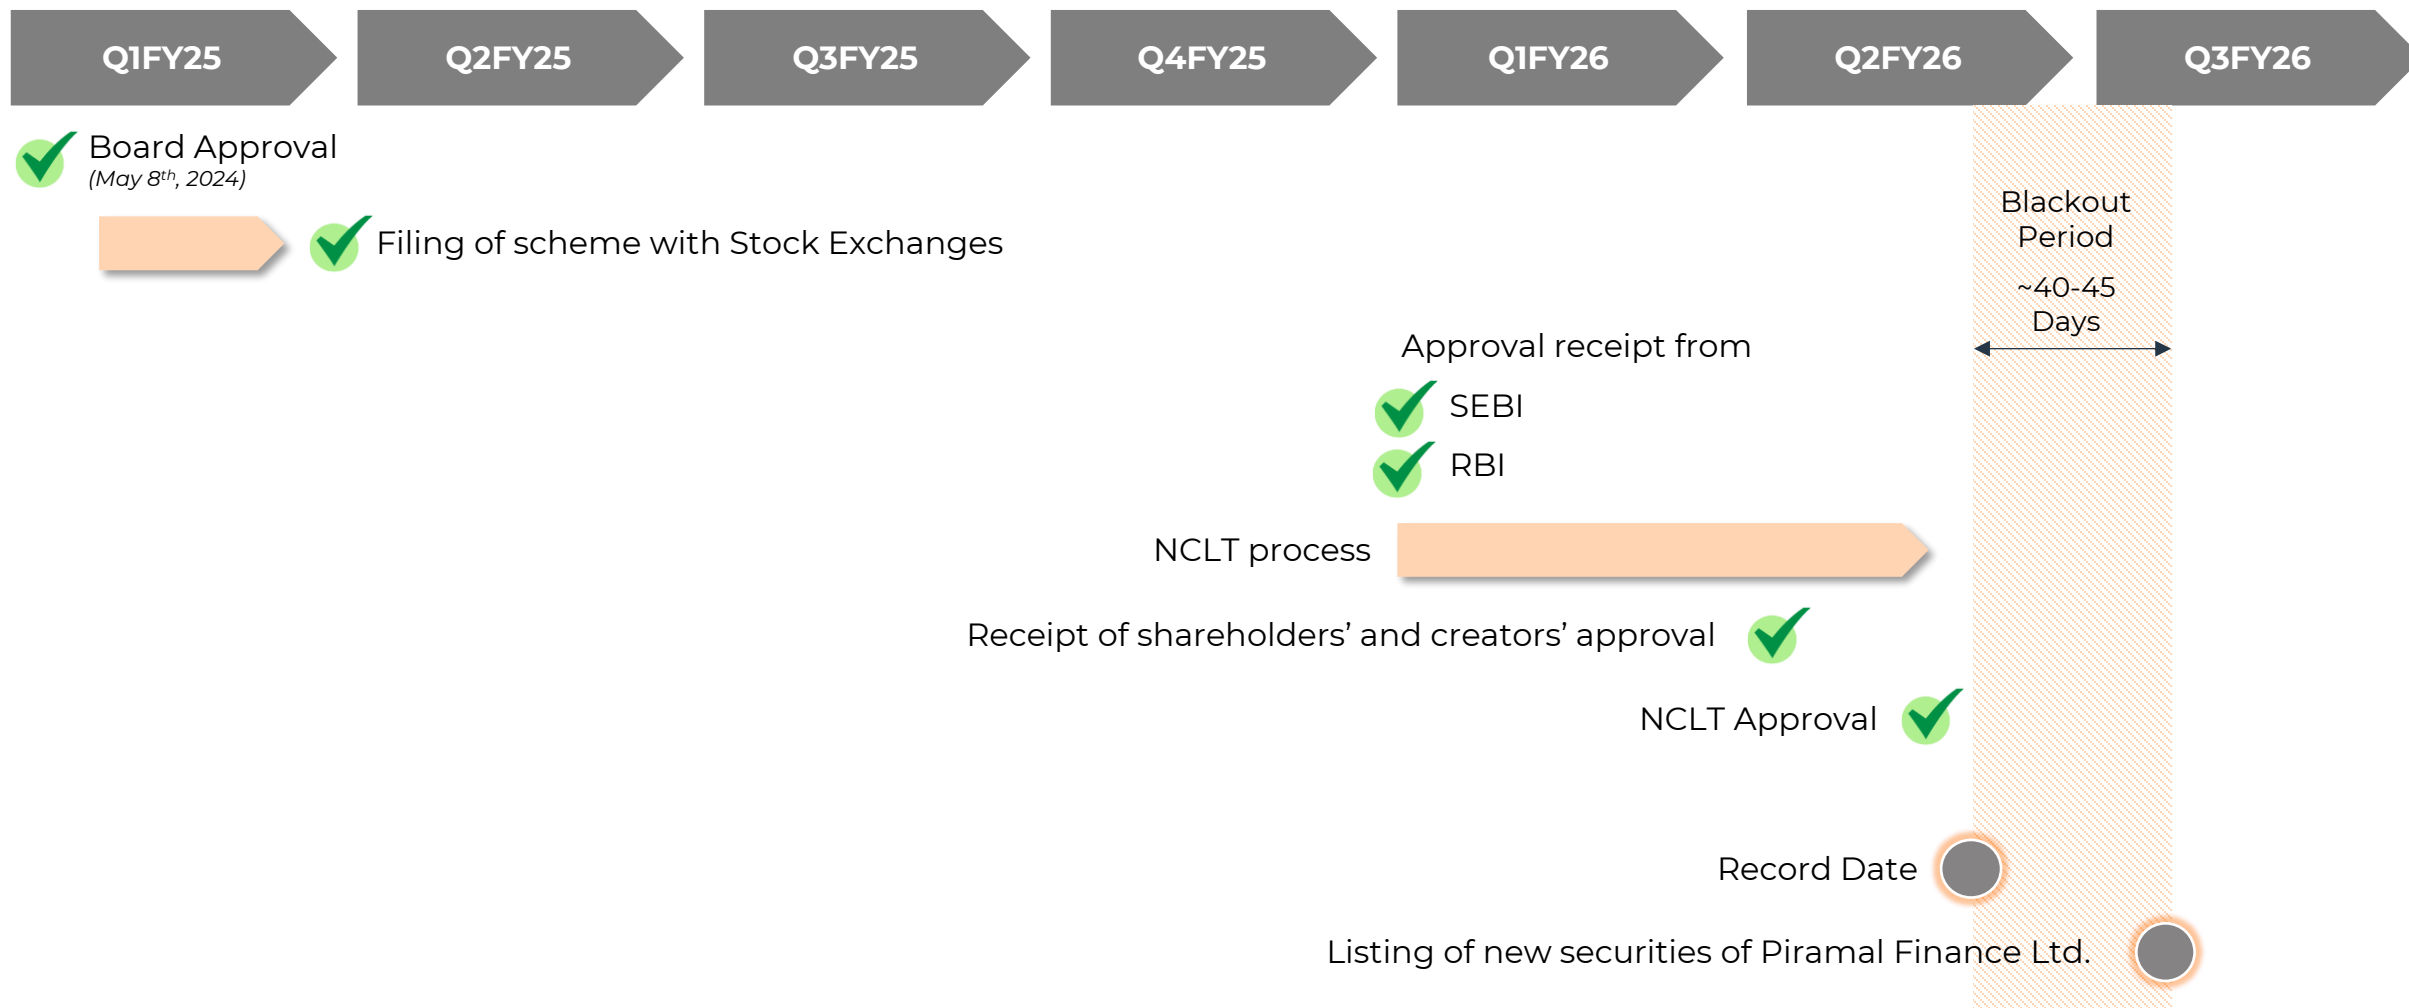 Q1FY25
Q2FY25
Q3FY25
Q4FY25
Q1FY26
Q2FY26
Q3FY26
Board Approval
(May 8th, 2024)
Filing of scheme with Stock Exchanges
Blackout
Period
~40-45
Days
Approval receipt from
SEBI
RBI
NCLT process
Receipt of shareholders’ and creators’ approval
NCLT Approval
Record Date
Listing of new securities of Piramal Finance Ltd.